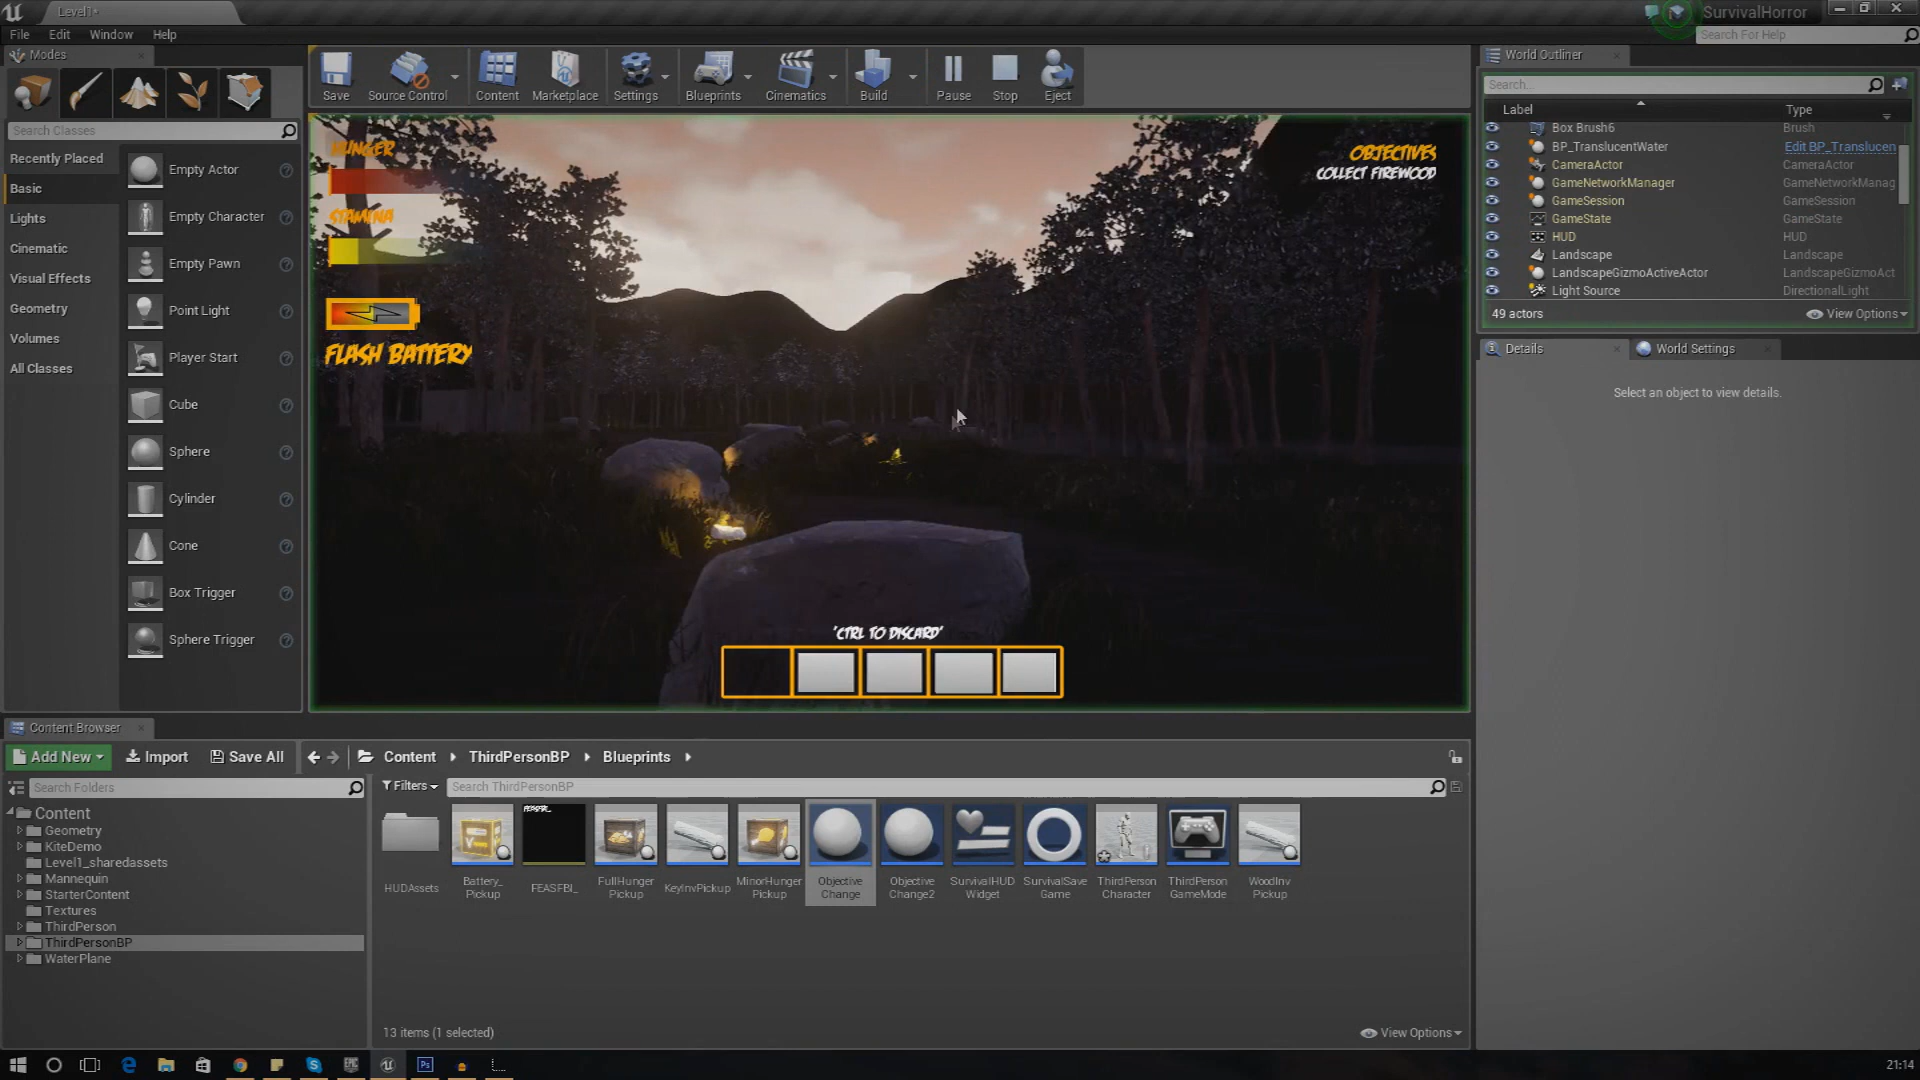 Level1*
SurvivalHorror
File Edit Window Help
Search For Help
Modes
Save
Source Control
Content
Marketplace
Settings
Blueprints
Cinematics
Build
Pause
Stop
Eject
World Outliner
Search...
Label Type
Search Classes
Recently Placed
Basic
Lights
Cinematic
Visual Effects
Geometry
Volumes
All Classes
Empty Actor
Empty Character
Empty Pawn
Point Light
Player Start
Cube
Sphere
Cylinder
Cone
Box Trigger
Sphere Trigger
HUNGER
STAMINA
FLASH BATTERY
OBJECTIVES
COLLECT FIREWOOD
'CTRL TO DISCARD'
Box Brush6 Brush
BP_TranslucentWater Edit BP_Translucen
CameraActor CameraActor
GameNetworkManager GameNetworkManag
GameSession GameSession
GameState GameState
HUD HUD
Landscape Landscape
LandscapeGizmoActiveActor LandscapeGizmoAct
Light Source DirectionalLight
49 actors View Options
Details World Settings
Select an object to view details.
Content Browser
Add New Import Save All Content ThirdPersonBP Blueprints
Search Folders
Filters Search ThirdPersonBP
Content
Geometry
KiteDemo
Level1_sharedassets
Mannequin
StarterContent
Textures
ThirdPerson
ThirdPersonBP
WaterPlane
HUDAssets
Battery_
Pickup
FEASFBI_
FullHunger
Pickup
KeyInvPickup
MinorHunger
Pickup
Objective
Change
Objective
Change2
SurvivalHUD
Widget
SurvivalSave
Game
ThirdPerson
Character
ThirdPerson
GameMode
WoodInv
Pickup
13 items (1 selected)
View Options
21:14